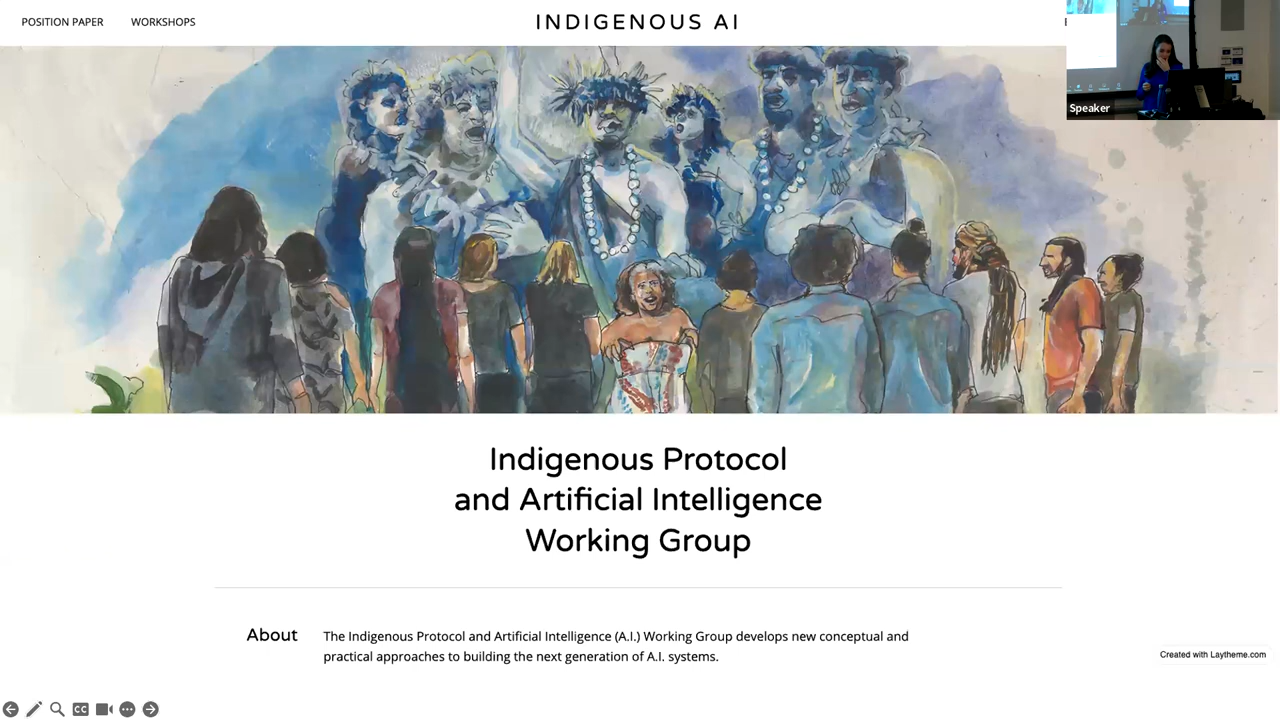 POSITION PAPER
WORKSHOPS
INDIGENOUS AI
Speaker
Indigenous Protocol
and Artificial Intelligence
Working Group
About
The Indigenous Protocol and Artificial Intelligence (A.I.) Working Group develops new conceptual and
practical approaches to building the next generation of A.I. systems.
Created with Laytheme.com
CC